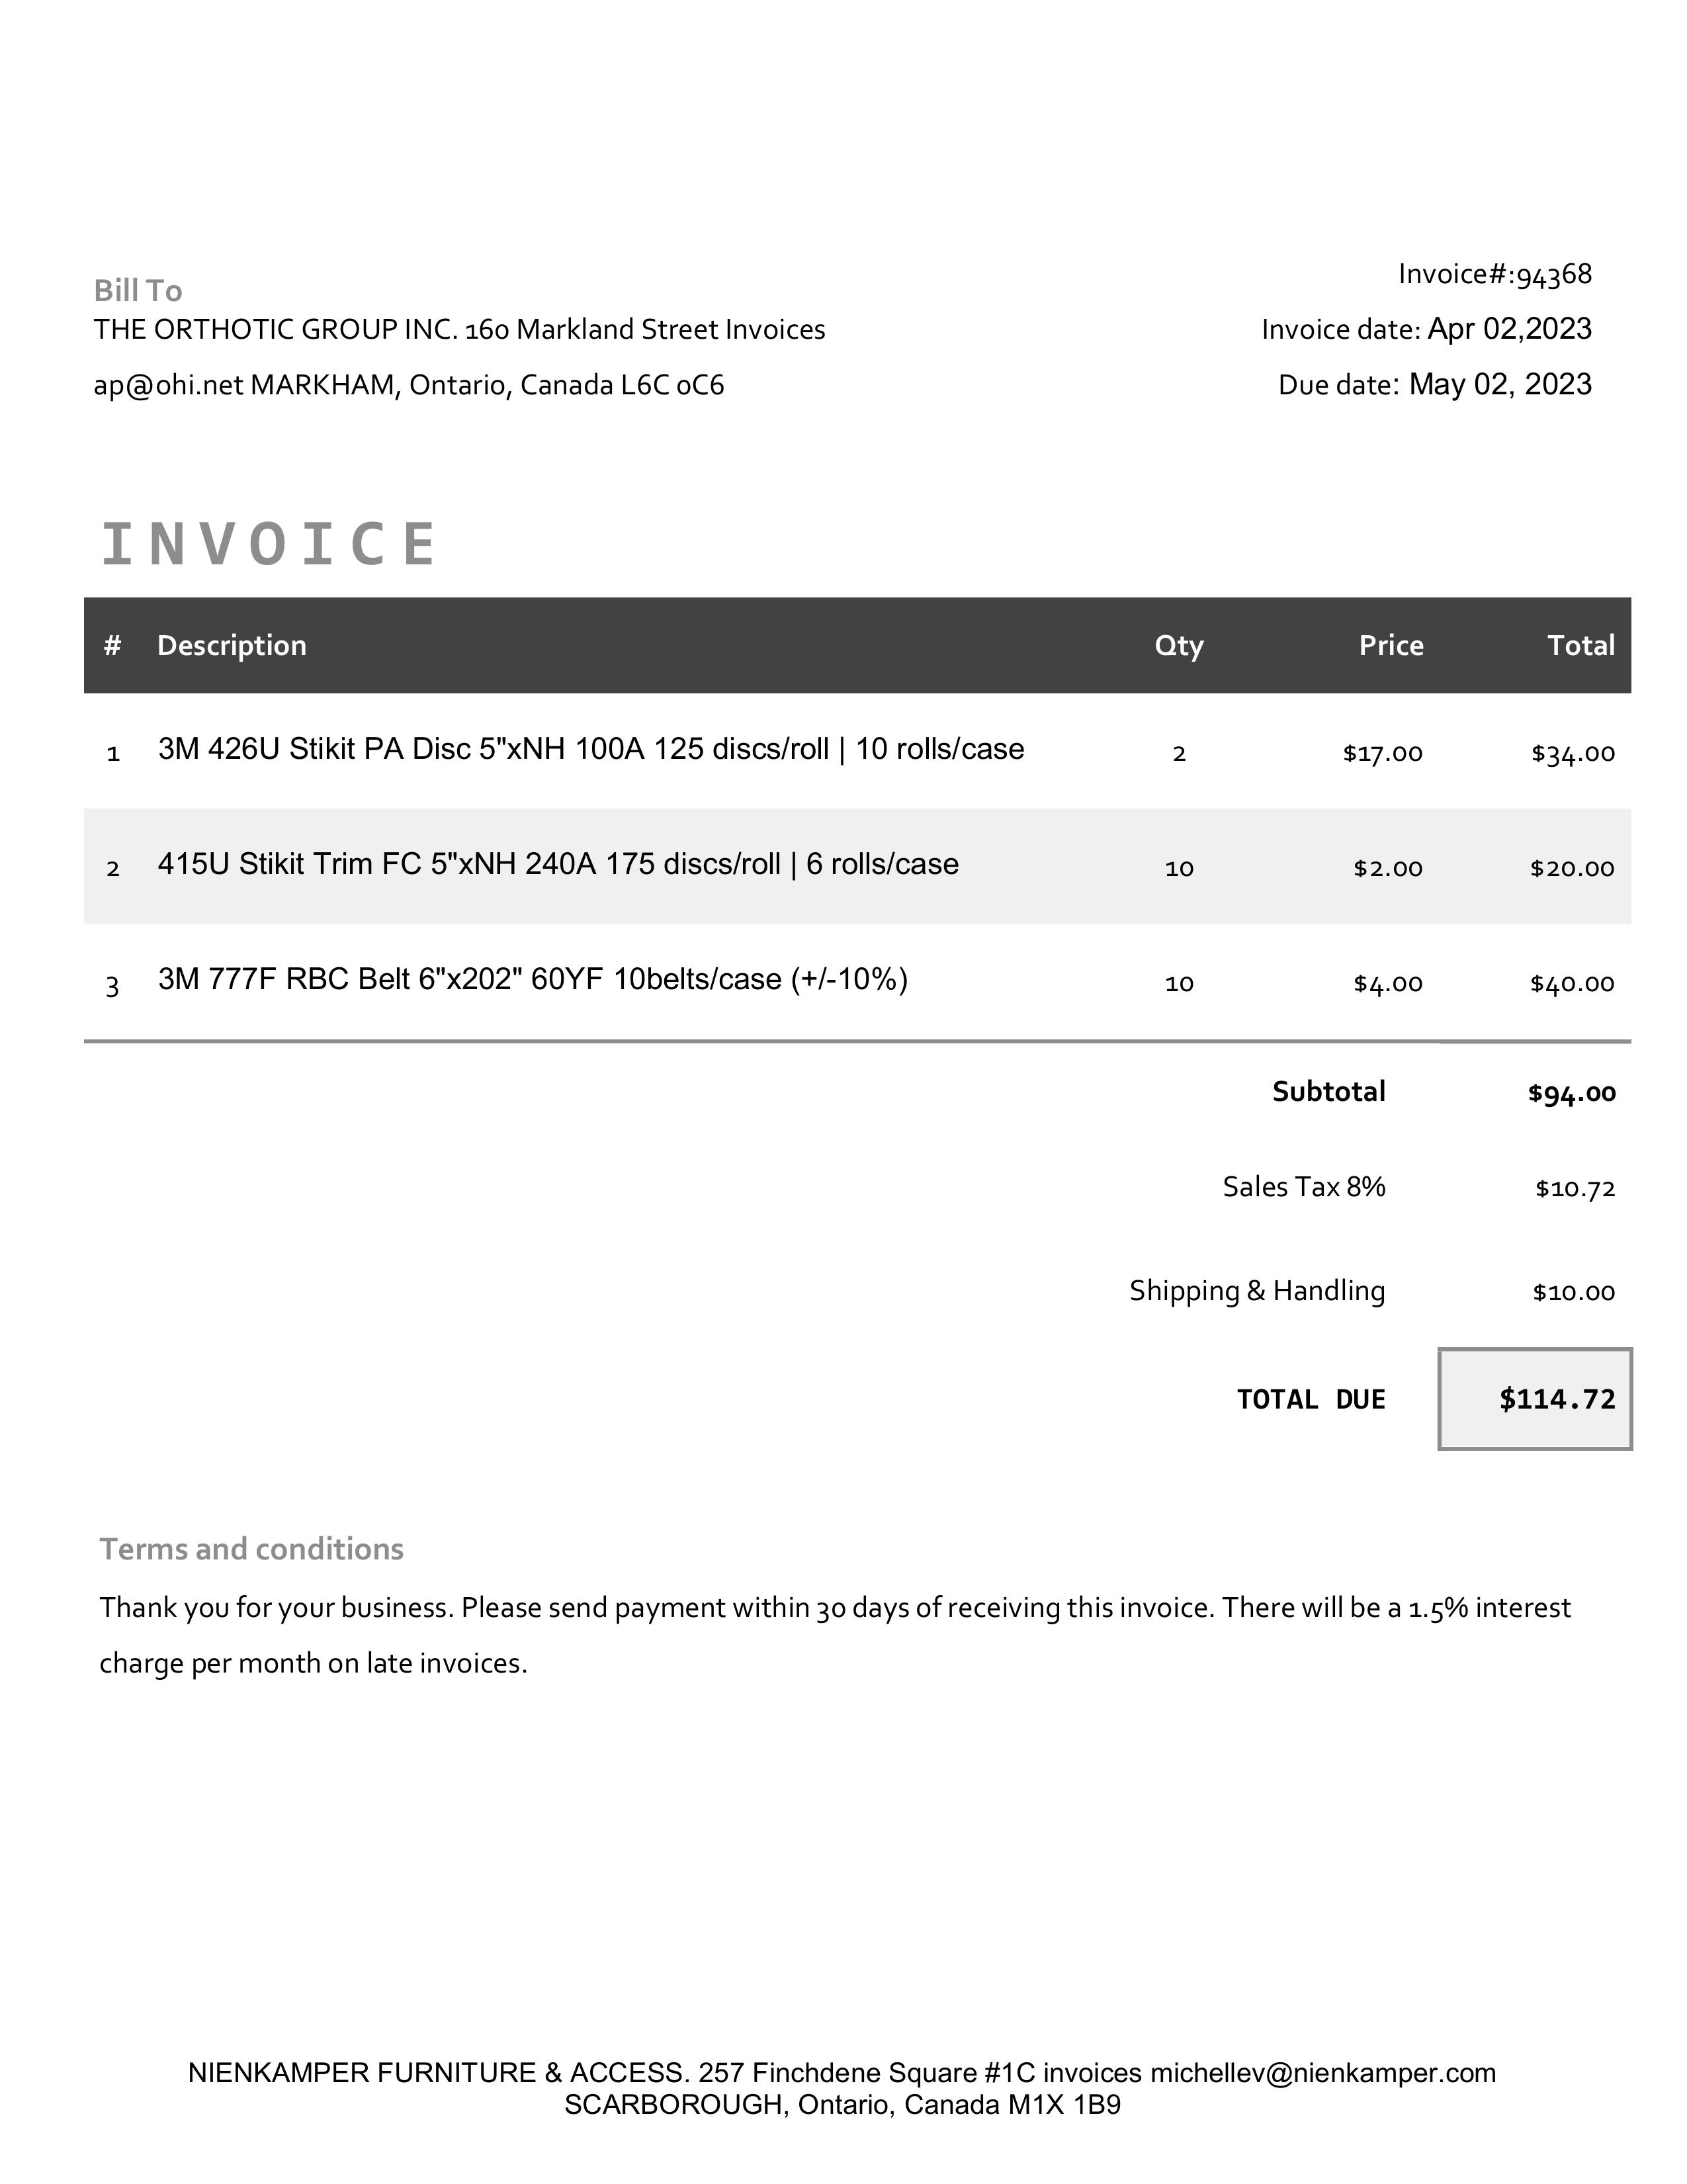 Bill To
THE ORTHOTIC GROUP INC. 160 Markland Street Invoices
ap@ohi.net MARKHAM, Ontario, Canada L6C 0C6
Invoice#:94368
Invoice date: Apr 02,2023
Due date: May 02, 2023
INVOICE
# Description Qty Price Total
1 3M 426U Stikit PA Disc 5"xNH 100A 125 discs/roll | 10 rolls/case 2 $17.00 $34.00
2 415U Stikit Trim FC 5"xNH 240A 175 discs/roll | 6 rolls/case 10 $2.00 $20.00
3 3M 777F RBC Belt 6"x202" 60YF 10belts/case (+/-10%) 10 $4.00 $40.00
Subtotal $94.00
Sales Tax 8% $10.72
Shipping & Handling $10.00
TOTAL DUE $114.72
Terms and conditions
Thank you for your business. Please send payment within 30 days of receiving this invoice. There will be a 1.5% interest
charge per month on late invoices.
NIENKAMPER FURNITURE & ACCESS. 257 Finchdene Square #1C invoices michellev@nienkamper.com
SCARBOROUGH, Ontario, Canada M1X 1B9